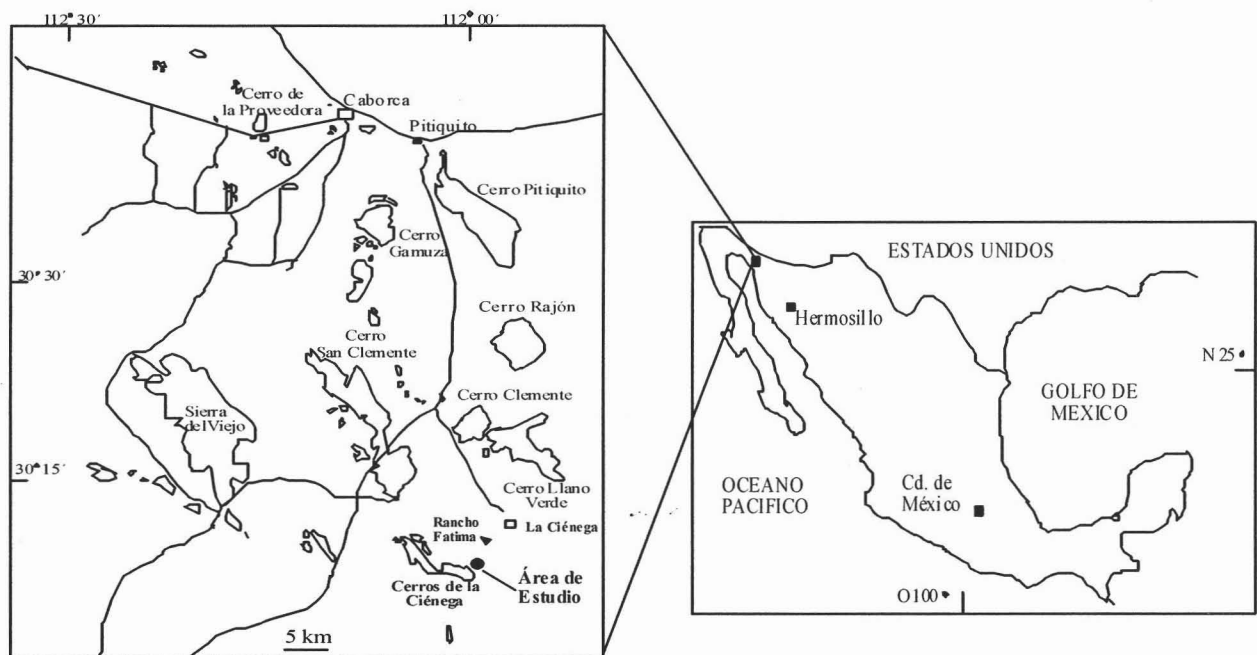 112° 30´
112° 00´
Cerro de
la Proveedora
Caborca
Pitiquito
Cerro Pitiquito
Cerro
Gamuza
30° 30´
Cerro Rajón
Cerro
San Clemente
Cerro Clemente
Sierra
del Viejo
30° 15´
Cerro Llano
Verde
Rancho
Fatima
La Ciénega
Cerros de la
Ciénega
Área de
Estudio
5 km
ESTADOS UNIDOS
Hermosillo
N 25°
GOLFO DE
MEXICO
OCEANO
PACIFICO
Cd. de
México
O100°